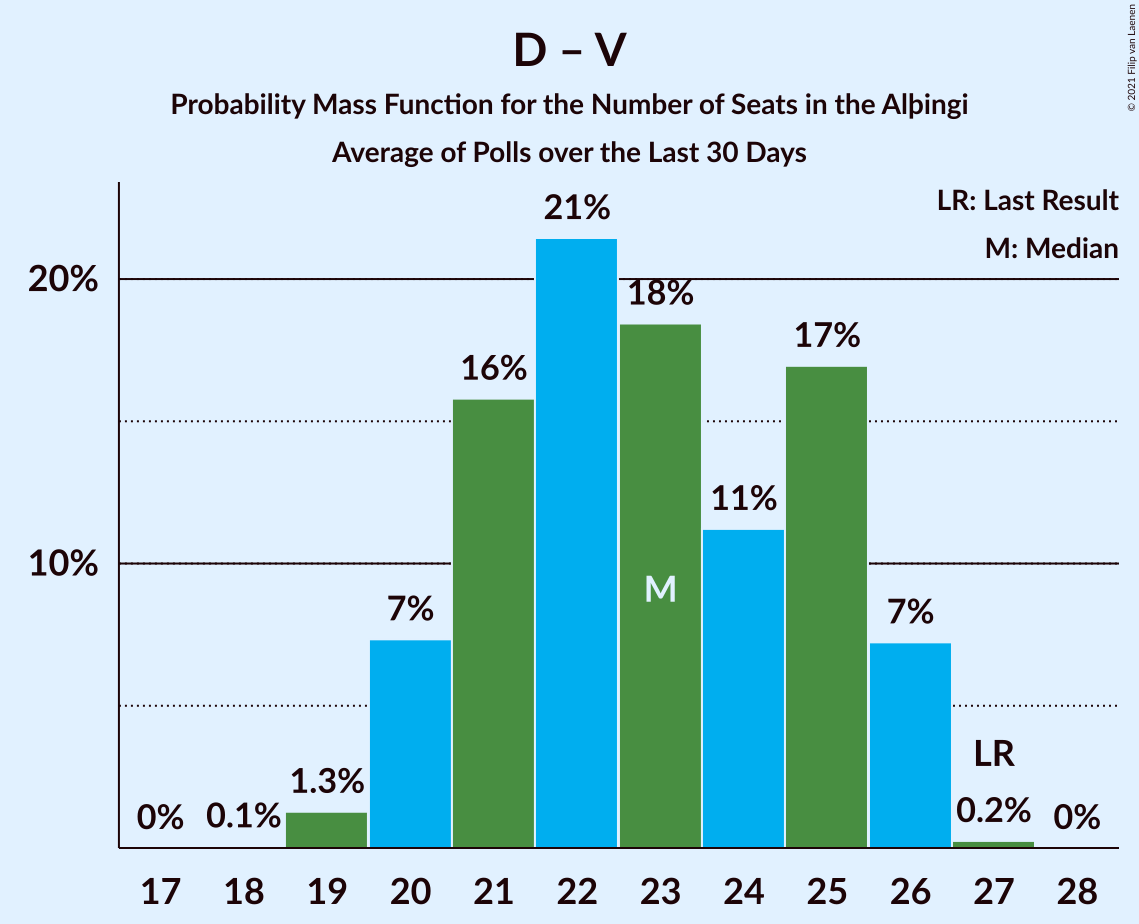 D – V
Probability Mass Function for the Number of Seats in the Alþingi
Average of Polls over the Last 30 Days
© 2021 Filip van Laenen
LR: Last Result
M: Median
20%
10%
0%
0.1%
1.3%
7%
16%
21%
18%
M
11%
17%
7%
LR
0.2%
0%
17 18 19 20 21 22 23 24 25 26 27 28